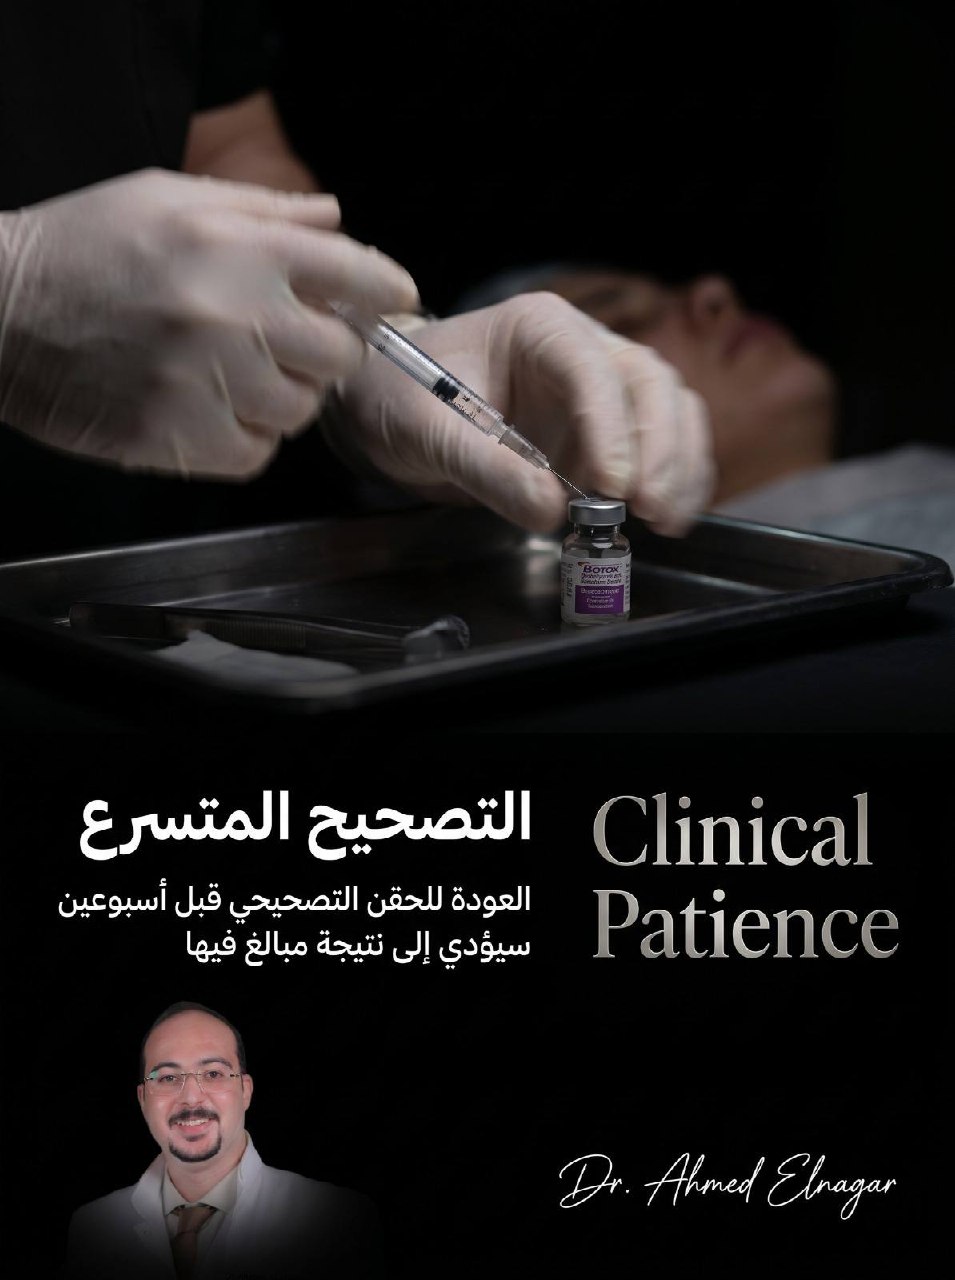 BOTOX
التصحيح المتسرع
العودة للحقن التصحيحي قبل أسبوعين
سيؤدي إلى نتيجة مبالغ فيها
Clinical
Patience
Dr. Ahmed Elnagar